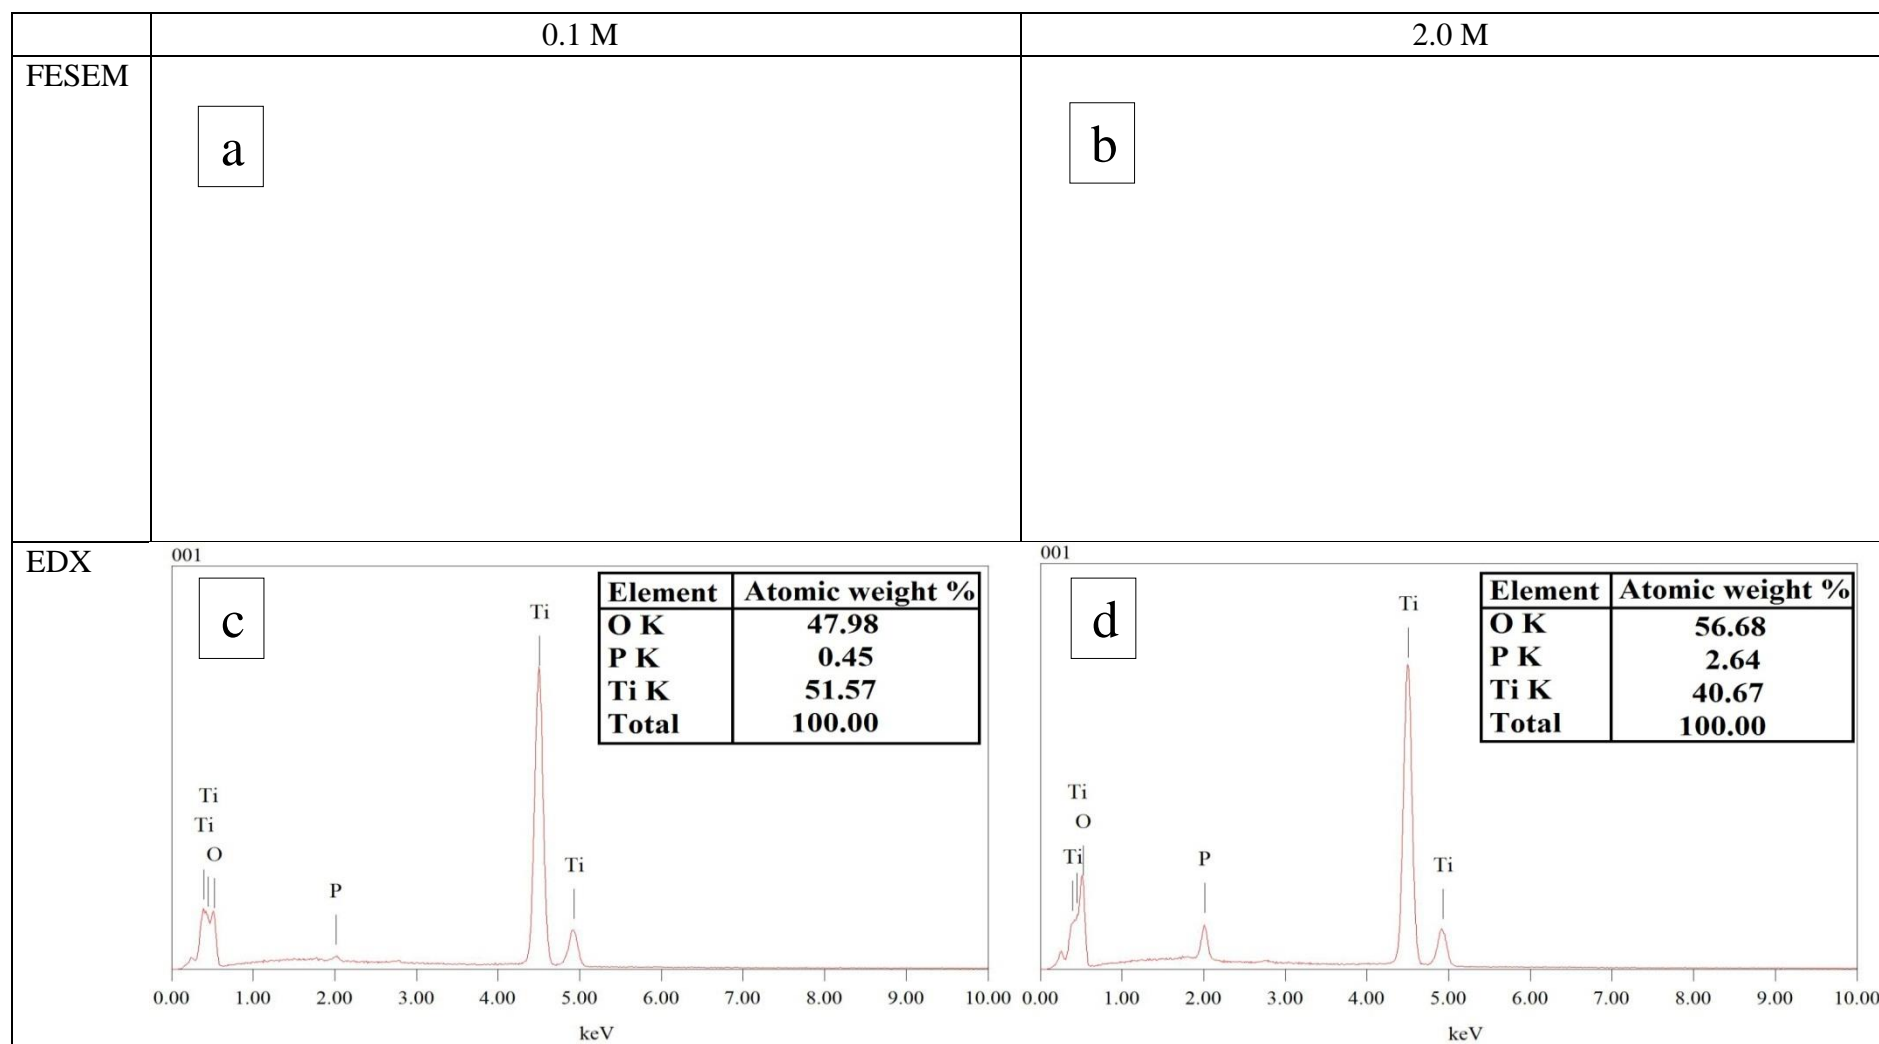 0.1 M 2.0 M
FESEM
a b
EDX
001
c
Element Atomic weight %
O K 47.98
P K 0.45
Ti K 51.57
Total 100.00
Ti
Ti
Ti
O
P
Ti
0.00 1.00 2.00 3.00 4.00 5.00 6.00 7.00 8.00 9.00 10.00
keV
001
d
Element Atomic weight %
O K 56.68
P K 2.64
Ti K 40.67
Total 100.00
Ti
Ti
O
Ti
P
Ti
0.00 1.00 2.00 3.00 4.00 5.00 6.00 7.00 8.00 9.00 10.00
keV